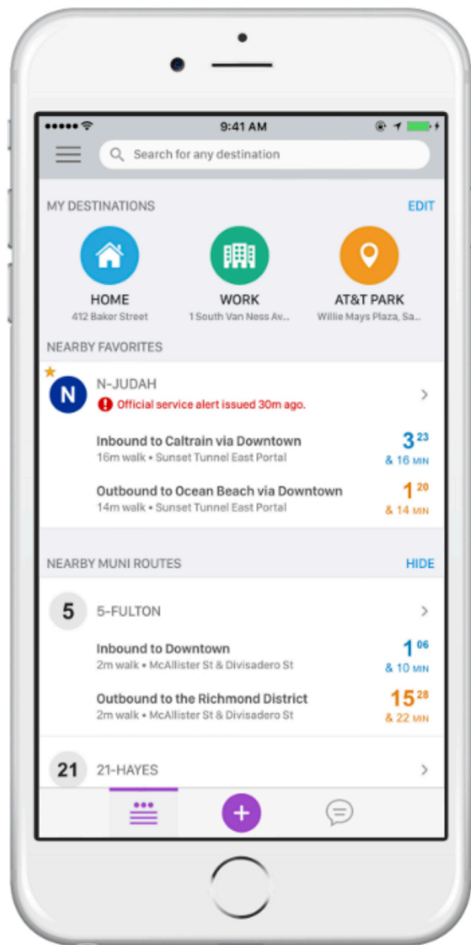 9:41 AM
Search for any destination
MY DESTINATIONS EDIT
HOME WORK AT&T PARK
412 Baker Street 1 South Van Ness Av... Willie Mays Plaza, Sa...
NEARBY FAVORITES
N N-JUDAH
Official service alert issued 30m ago.
Inbound to Caltrain via Downtown 3 23
16m walk • Sunset Tunnel East Portal & 16 MIN
Outbound to Ocean Beach via Downtown 1 20
14m walk • Sunset Tunnel East Portal & 14 MIN
NEARBY MUNI ROUTES HIDE
5 5-FULTON
Inbound to Downtown 1 06
2m walk • McAllister St & Divisadero St & 10 MIN
Outbound to the Richmond District 15 28
2m walk • McAllister St & Divisadero St & 22 MIN
21 21-HAYES